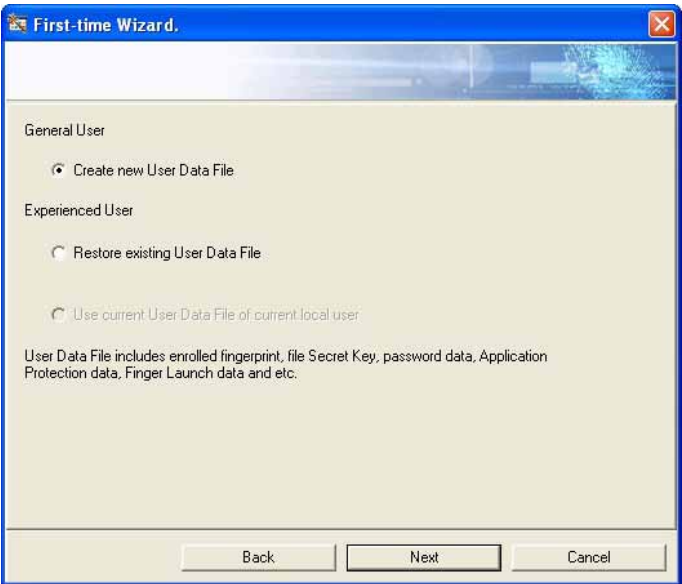 First-time Wizard.
General User
Create new User Data File
Experienced User
Restore existing User Data File
Use current User Data File of current local user
User Data File includes enrolled fingerprint, file Secret Key, password data, Application
Protection data, Finger Launch data and etc.
Back
Next
Cancel